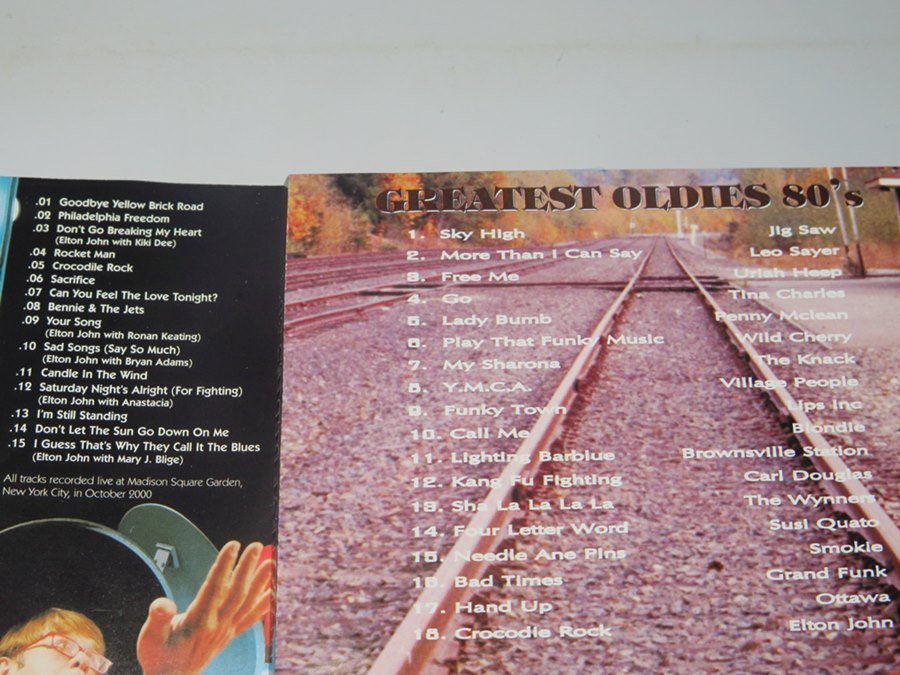 .01 Goodbye Yellow Brick Road
.02 Philadelphia Freedom
.03 Don't Go Breaking My Heart
(Elton John with Kiki Dee)
.04 Rocket Man
.05 Crocodile Rock
.06 Sacrifice
.07 Can You Feel The Love Tonight?
.08 Bennie & The Jets
.09 Your Song
(Elton John with Ronan Keating)
.10 Sad Songs (Say So Much)
(Elton John with Bryan Adams)
.11 Candle In The Wind
.12 Saturday Night's Alright (For Fighting)
(Elton John with Anastacia)
.13 I'm Still Standing
.14 Don't Let The Sun Go Down On Me
.15 I Guess That's Why They Call It The Blues
(Elton John with Mary J. Blige)
All tracks recorded live at Madison Square Garden,
New York City, in October 2000
GREATEST OLDIES 80's
1. Sky High Jig Saw
2. More Than I Can Say Leo Sayer
3. Free Me Uriah Heep
4. Go Tina Charles
5. Lady Bumb Penny Mclean
6. Play That Funky Music Wild Cherry
7. My Sharona The Knack
8. Y.M.C.A. Village People
9. Funky Town Lips Inc
10. Call Me Blondie
11. Lighting Barblue Brownsville Station
12. Kang Fu Fighting Carl Douglas
13. Sha La La La La The Wynners
14. Four Letter Word Susi Quato
15. Needle Ane Pins Smokie
16. Bad Times Grand Funk
17. Hand Up Ottawa
18. Crocodie Rock Elton John